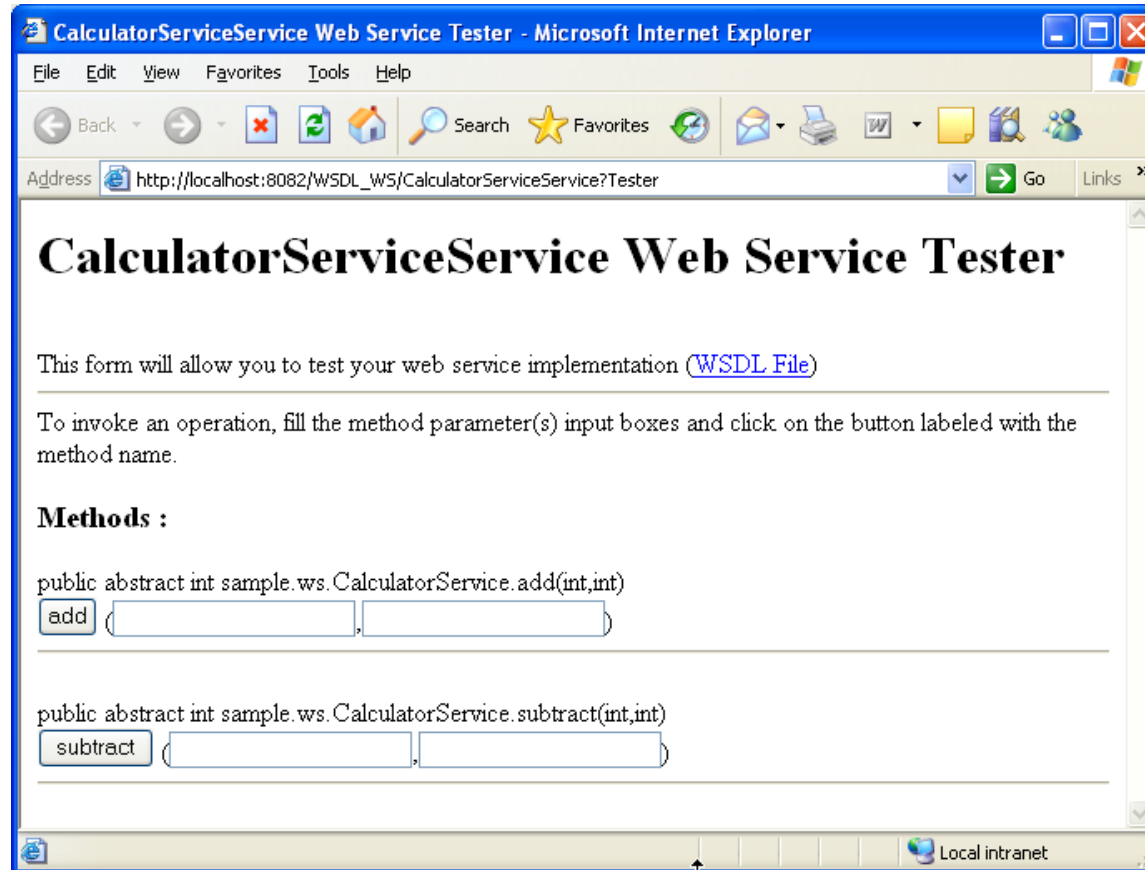 CalculatorServiceService Web Service Tester - Microsoft Internet Explorer
File Edit View Favorites Tools Help
Back Search Favorites
Address http://localhost:8082/WSDL_WS/CalculatorServiceService?Tester Go Links »
CalculatorServiceService Web Service Tester
This form will allow you to test your web service implementation (WSDL File)
To invoke an operation, fill the method parameter(s) input boxes and click on the button labeled with the
method name.
Methods :
public abstract int sample.ws.CalculatorService.add(int,int)
add ( , )
public abstract int sample.ws.CalculatorService.subtract(int,int)
subtract ( , )
Local intranet